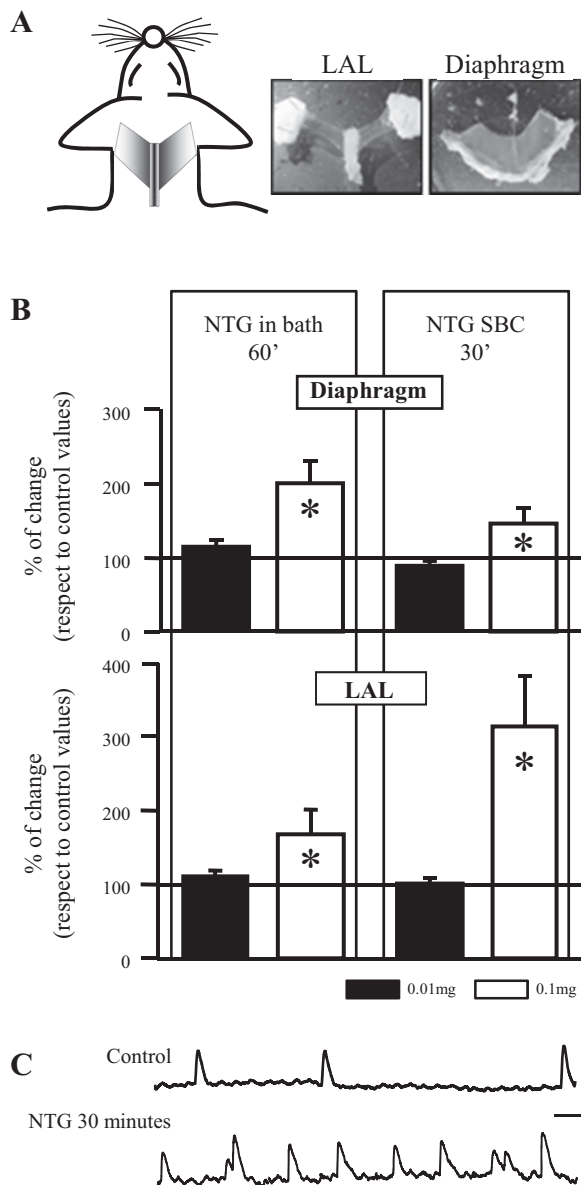 A
LAL
Diaphragm
B
NTG in bath
60’
NTG SBC
30’
Diaphragm
% of change
(respect to control values)
300
200
100
0
*
*
LAL
% of change
(respect to control values)
400
300
200
100
0
*
*
0.01mg
0.1mg
C
Control
NTG 30 minutes